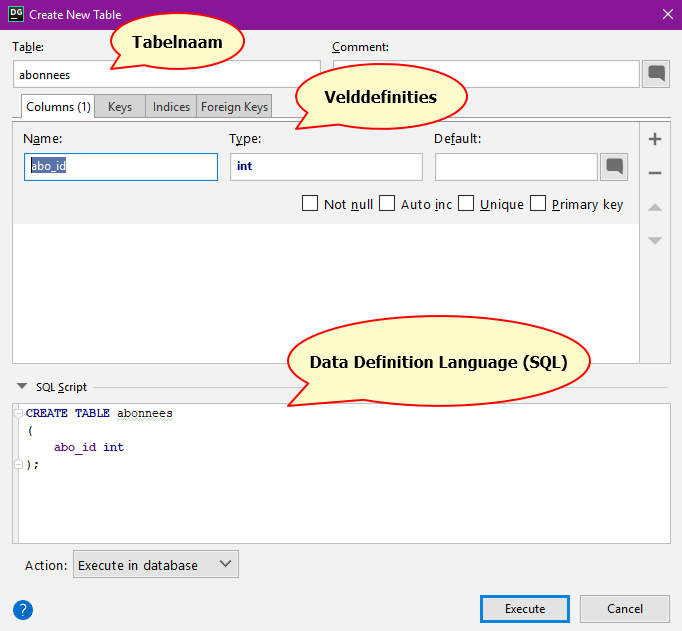 DG Create New Table
Tabelnaam
Table: Comment:
abonnees
Velddefinities
Columns (1) Keys Indices Foreign Keys
Name: Type: Default:
abo_id int
Not null Auto inc Unique Primary key
Data Definition Language (SQL)
SQL Script
CREATE TABLE abonnees
(
abo_id int
);
Action: Execute in database
? Execute Cancel